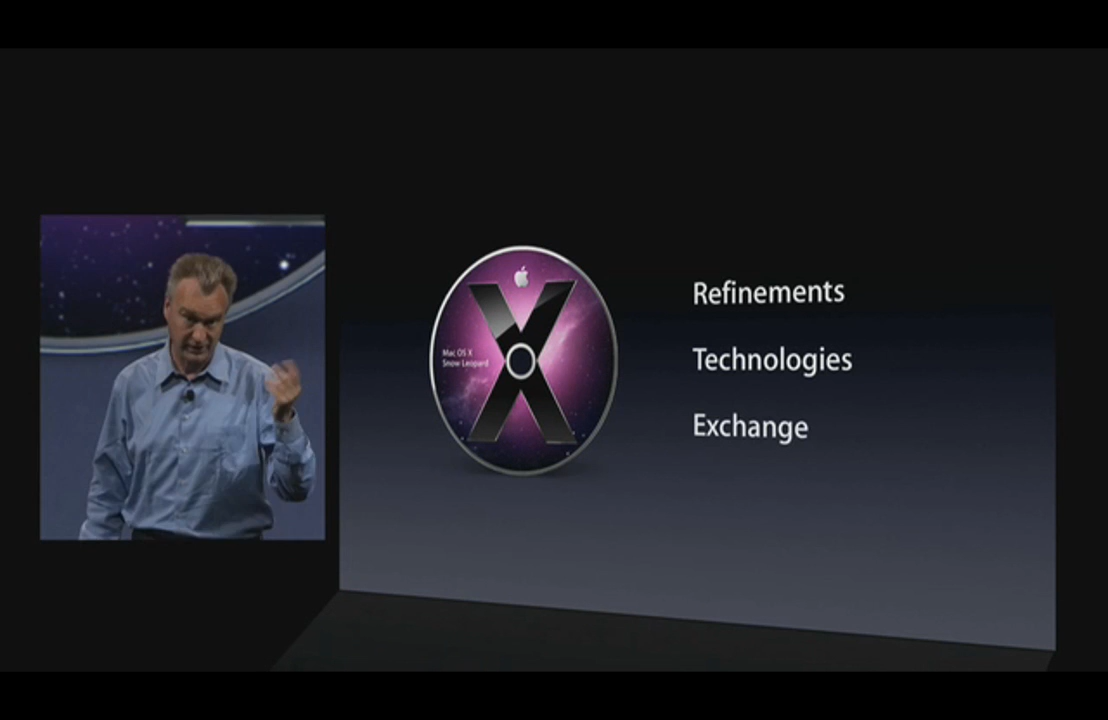 Refinements
Mac OS X
Snow Leopard
Technologies
Exchange